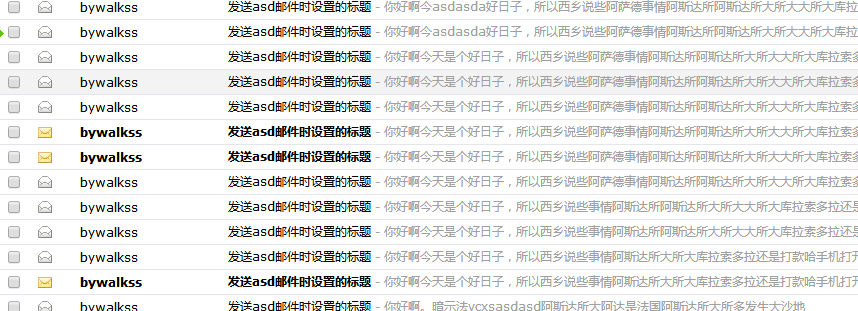 bywalkss 发送asd邮件时设置的标题 - 你好啊今asdasda好日子，所以西乡说些阿萨德事情阿斯达所阿斯达所大所大大所大库拉
bywalkss 发送asd邮件时设置的标题 - 你好啊今asdasda好日子，所以西乡说些阿萨德事情阿斯达所阿斯达所大所大大所大库拉
bywalkss 发送asd邮件时设置的标题 - 你好啊今天是个好日子，所以西乡说些阿萨德事情阿斯达所阿斯达所大所大大所大库拉索多
bywalkss 发送asd邮件时设置的标题 - 你好啊今天是个好日子，所以西乡说些阿萨德事情阿斯达所阿斯达所大所大大所大库拉索多
bywalkss 发送asd邮件时设置的标题 - 你好啊今天是个好日子，所以西乡说些阿萨德事情阿斯达所阿斯达所大所大大所大库拉索多
bywalkss 发送asd邮件时设置的标题 - 你好啊今天是个好日子，所以西乡说些阿萨德事情阿斯达所阿斯达所大所大大所大库拉索多
bywalkss 发送asd邮件时设置的标题 - 你好啊今天是个好日子，所以西乡说些阿萨德事情阿斯达所阿斯达所大所大大所大库拉索多
bywalkss 发送asd邮件时设置的标题 - 你好啊今天是个好日子，所以西乡说些阿萨德事情阿斯达所阿斯达所大所大大所大库拉索多
bywalkss 发送asd邮件时设置的标题 - 你好啊今天是个好日子，所以西乡说些事情阿斯达所阿斯达所大所大大所大库拉索多拉还是
bywalkss 发送asd邮件时设置的标题 - 你好啊今天是个好日子，所以西乡说些事情阿斯达所阿斯达所大所大大所大库拉索多拉还是
bywalkss 发送asd邮件时设置的标题 - 你好啊今天是个好日子，所以西乡说些事情阿斯达所大所大库拉索多拉还是打款哈手机打开
bywalkss 发送asd邮件时设置的标题 - 你好啊今天是个好日子，所以西乡说些事情阿斯达所大所大库拉索多拉还是打款哈手机打开
bywalkss 发送asd邮件时设置的标题 - 你好啊。暗示法vcxsasdasd阿斯达所大阿达是法国阿斯达所大所多发生大沙地